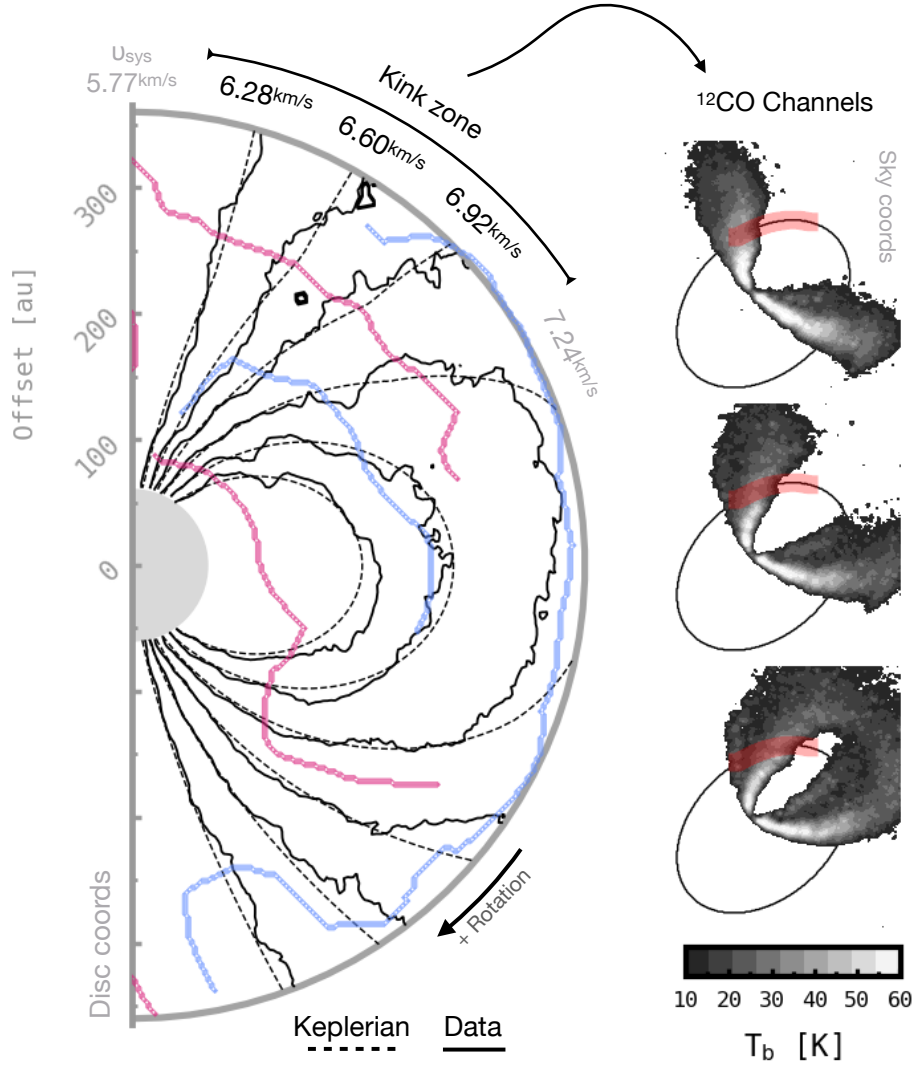 υsys
5.77km/s
6.28km/s
Kink zone
6.60km/s
6.92km/s
7.24km/s
¹²CO Channels
Sky coords
Offset [au]
300
200
100
0
Disc coords
+ Rotation
Keplerian Data
10 20 30 40 50 60
Tb [K]